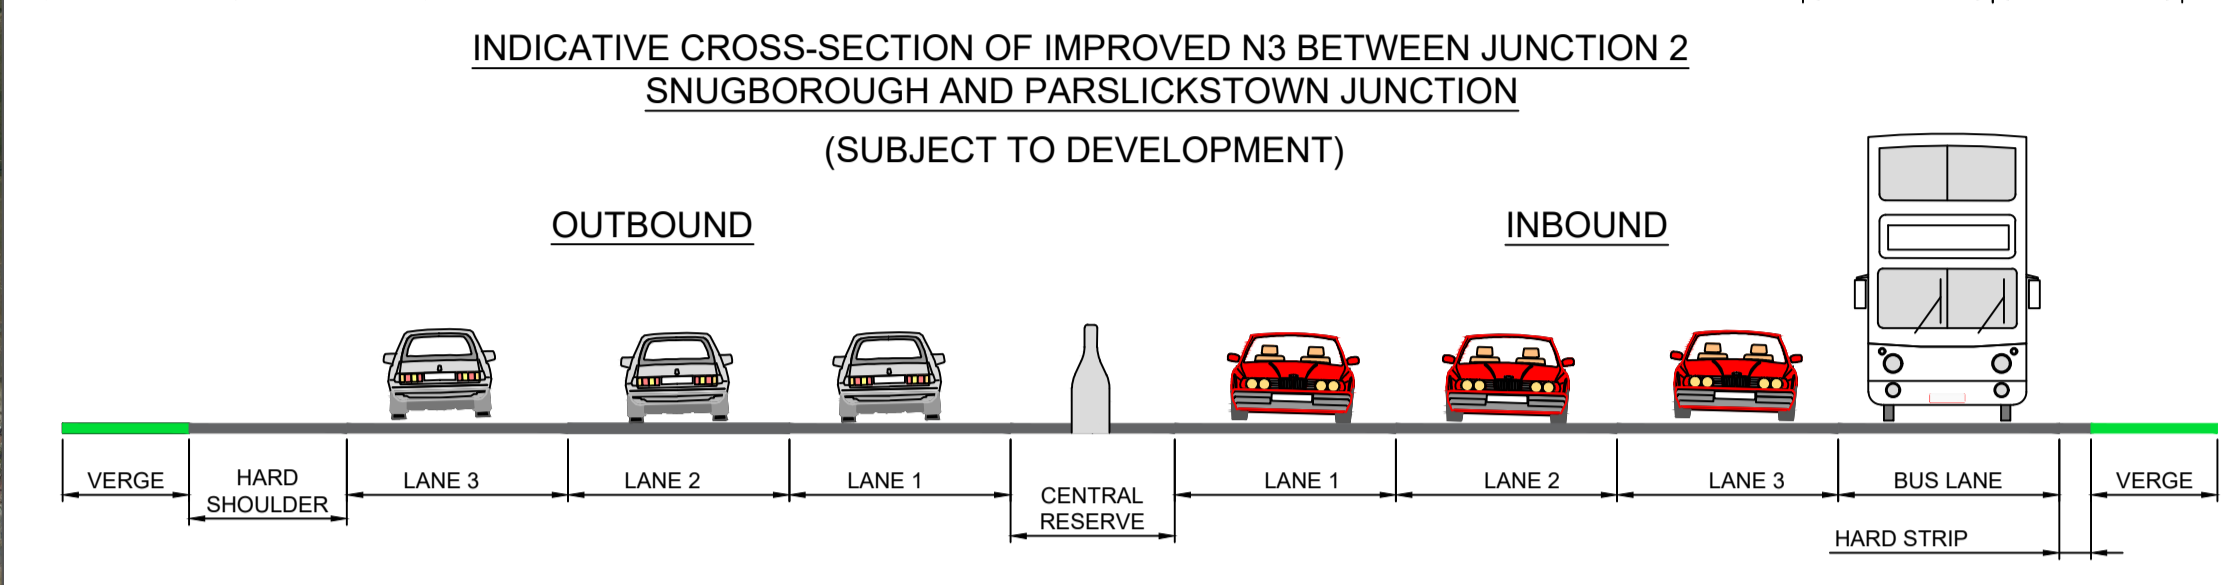 INDICATIVE CROSS-SECTION OF IMPROVED N3 BETWEEN JUNCTION 2
SNUGBOROUGH AND PARSLICKSTOWN JUNCTION
(SUBJECT TO DEVELOPMENT)
OUTBOUND
INBOUND
VERGE
HARD
SHOULDER
LANE 3
LANE 2
LANE 1
CENTRAL
RESERVE
LANE 1
LANE 2
LANE 3
BUS LANE
HARD STRIP
VERGE